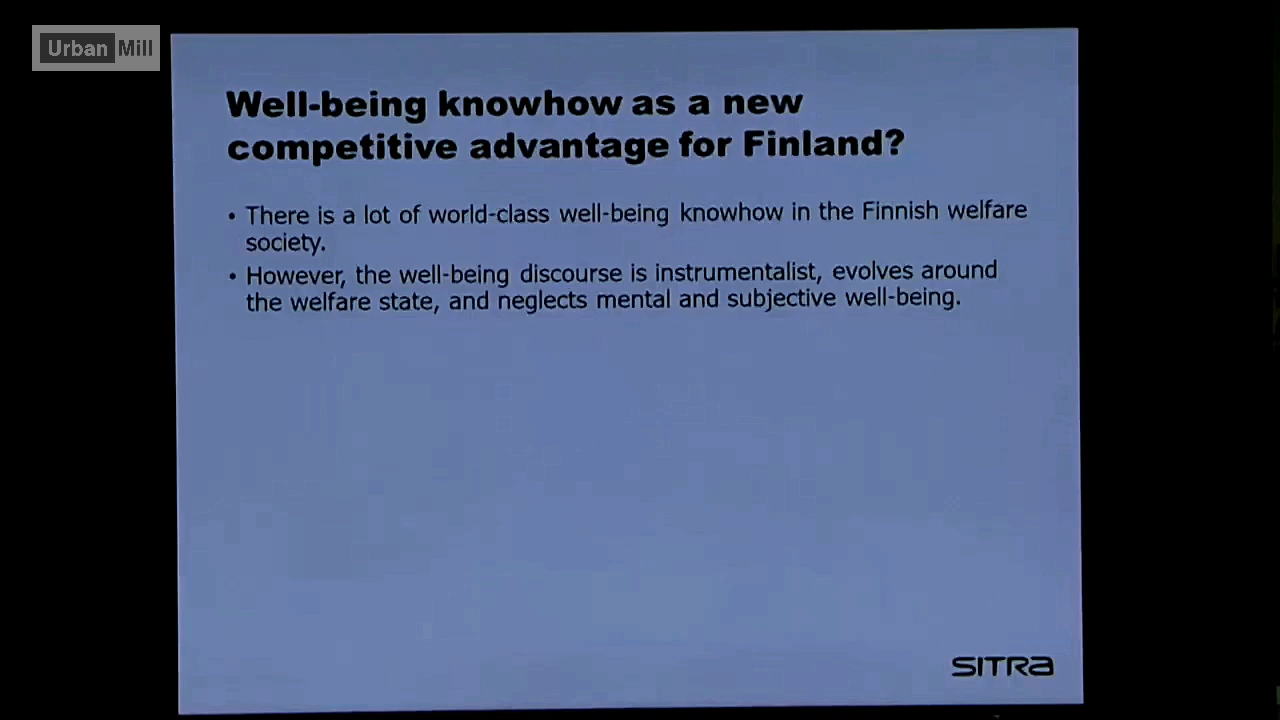 Urban Mill
Well-being knowhow as a new
competitive advantage for Finland?
• There is a lot of world-class well-being knowhow in the Finnish welfare
society.
• However, the well-being discourse is instrumentalist, evolves around
the welfare state, and neglects mental and subjective well-being.
SITRA